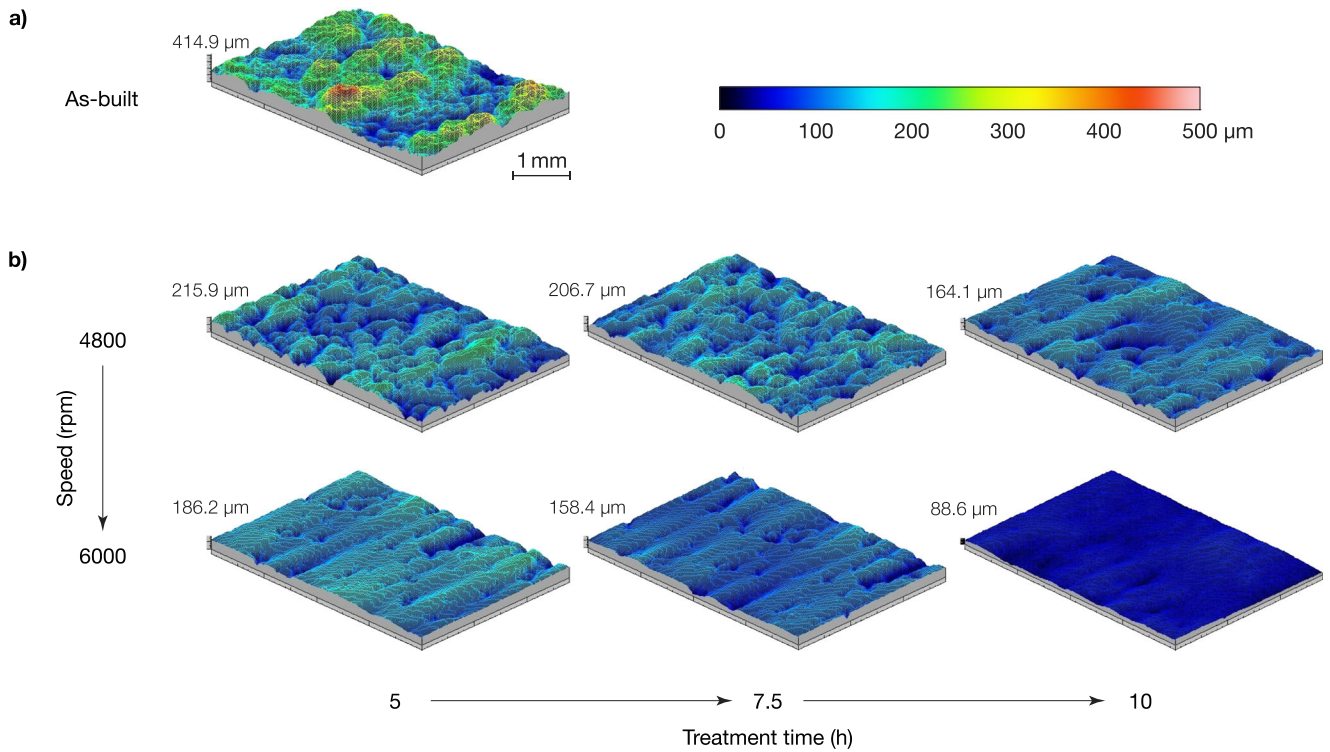 a)
414.9 µm
As-built
0 100 200 300 400 500 µm
1 mm
b)
215.9 µm 206.7 µm 164.1 µm
4800
Speed (rpm)
186.2 µm 158.4 µm 88.6 µm
6000
5 7.5 10
Treatment time (h)